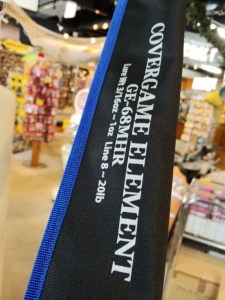 COVERGAME ELEMENT
GE-68MHR
Lure Wt 3/16oz ~ 1oz Line 8 ~ 20lb